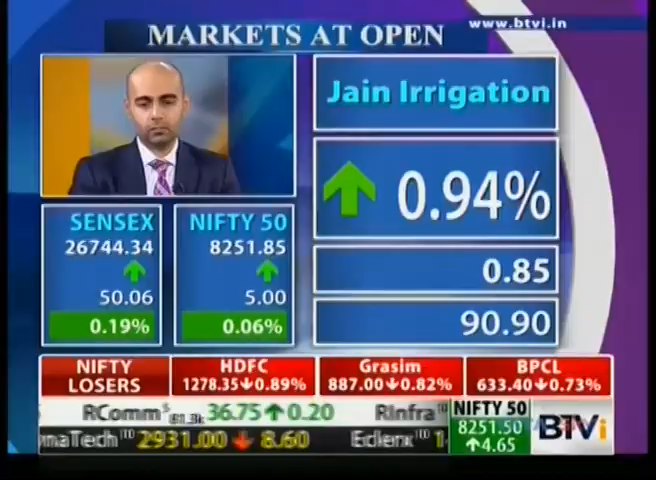 www.btvi.in
MARKETS AT OPEN
Jain Irrigation
0.94%
0.85
90.90
SENSEX
26744.34
50.06
0.19%
NIFTY 50
8251.85
5.00
0.06%
NIFTY LOSERS
HDFC
1278.35↓0.89%
Grasim
887.00↓0.82%
BPCL
633.40↓0.73%
RComm 36.75↑0.20 RInfra
naTech 2931.00 ↓ 8.60 Eclerx
NIFTY 50
8251.50
↑4.65
BTVi